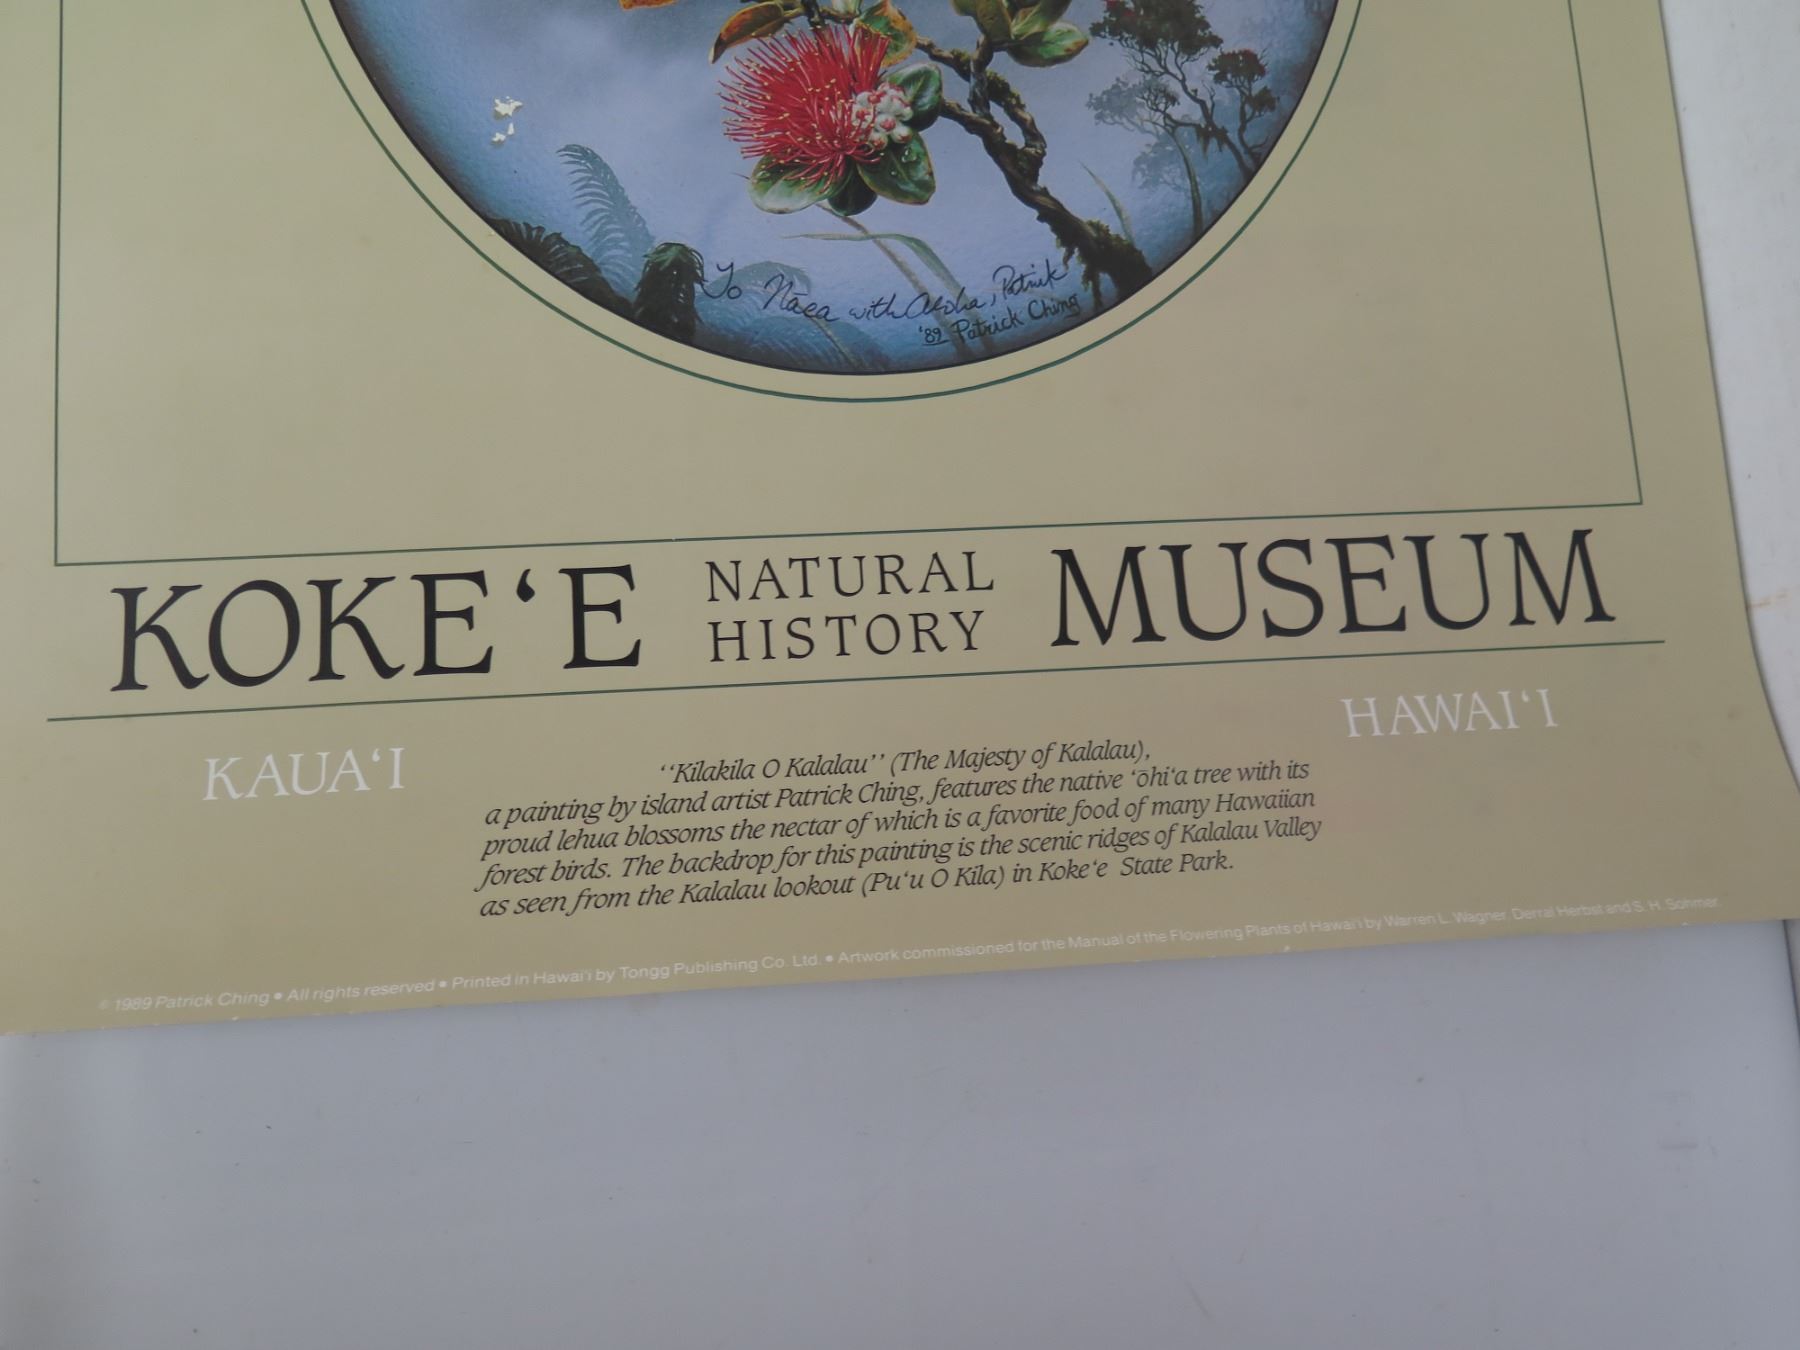 To Nāea with Aloha, Patrick
'89 Patrick Ching
KOKE‘E NATURAL HISTORY MUSEUM
KAUA‘I
HAWAI‘I
‘‘Kilakila O Kalalau’’ (The Majesty of Kalalau),
a painting by island artist Patrick Ching, features the native ‘ōhi‘a tree with its
proud lehua blossoms the nectar of which is a favorite food of many Hawaiian
forest birds. The backdrop for this painting is the scenic ridges of Kalalau Valley
as seen from the Kalalau lookout (Pu‘u O Kila) in Koke‘e State Park.
© 1989 Patrick Ching • All rights reserved • Printed in Hawai'i by Tongg Publishing Co. Ltd. • Artwork commissioned for the Manual of the Flowering Plants of Hawai'i by Warren L. Wagner, Derral Herbst and S. H. Sohmer.